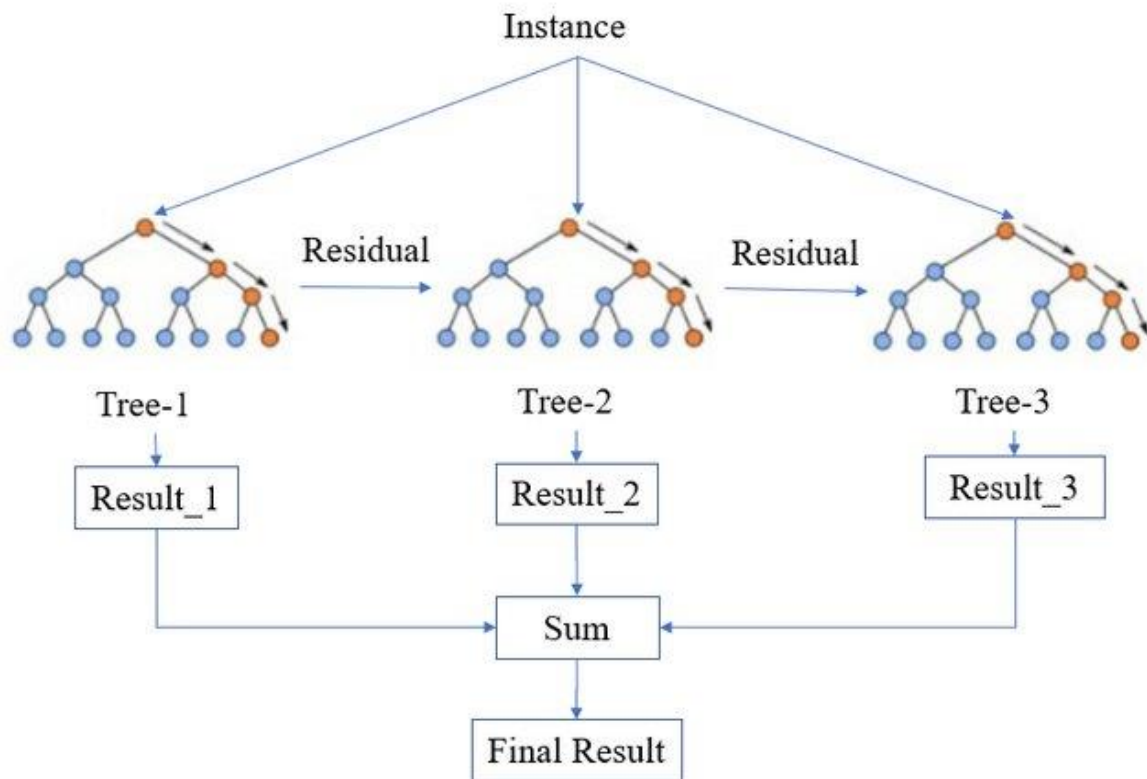 Instance
Residual
Residual
Tree-1
Tree-2
Tree-3
Result_1
Result_2
Result_3
Sum
Final Result